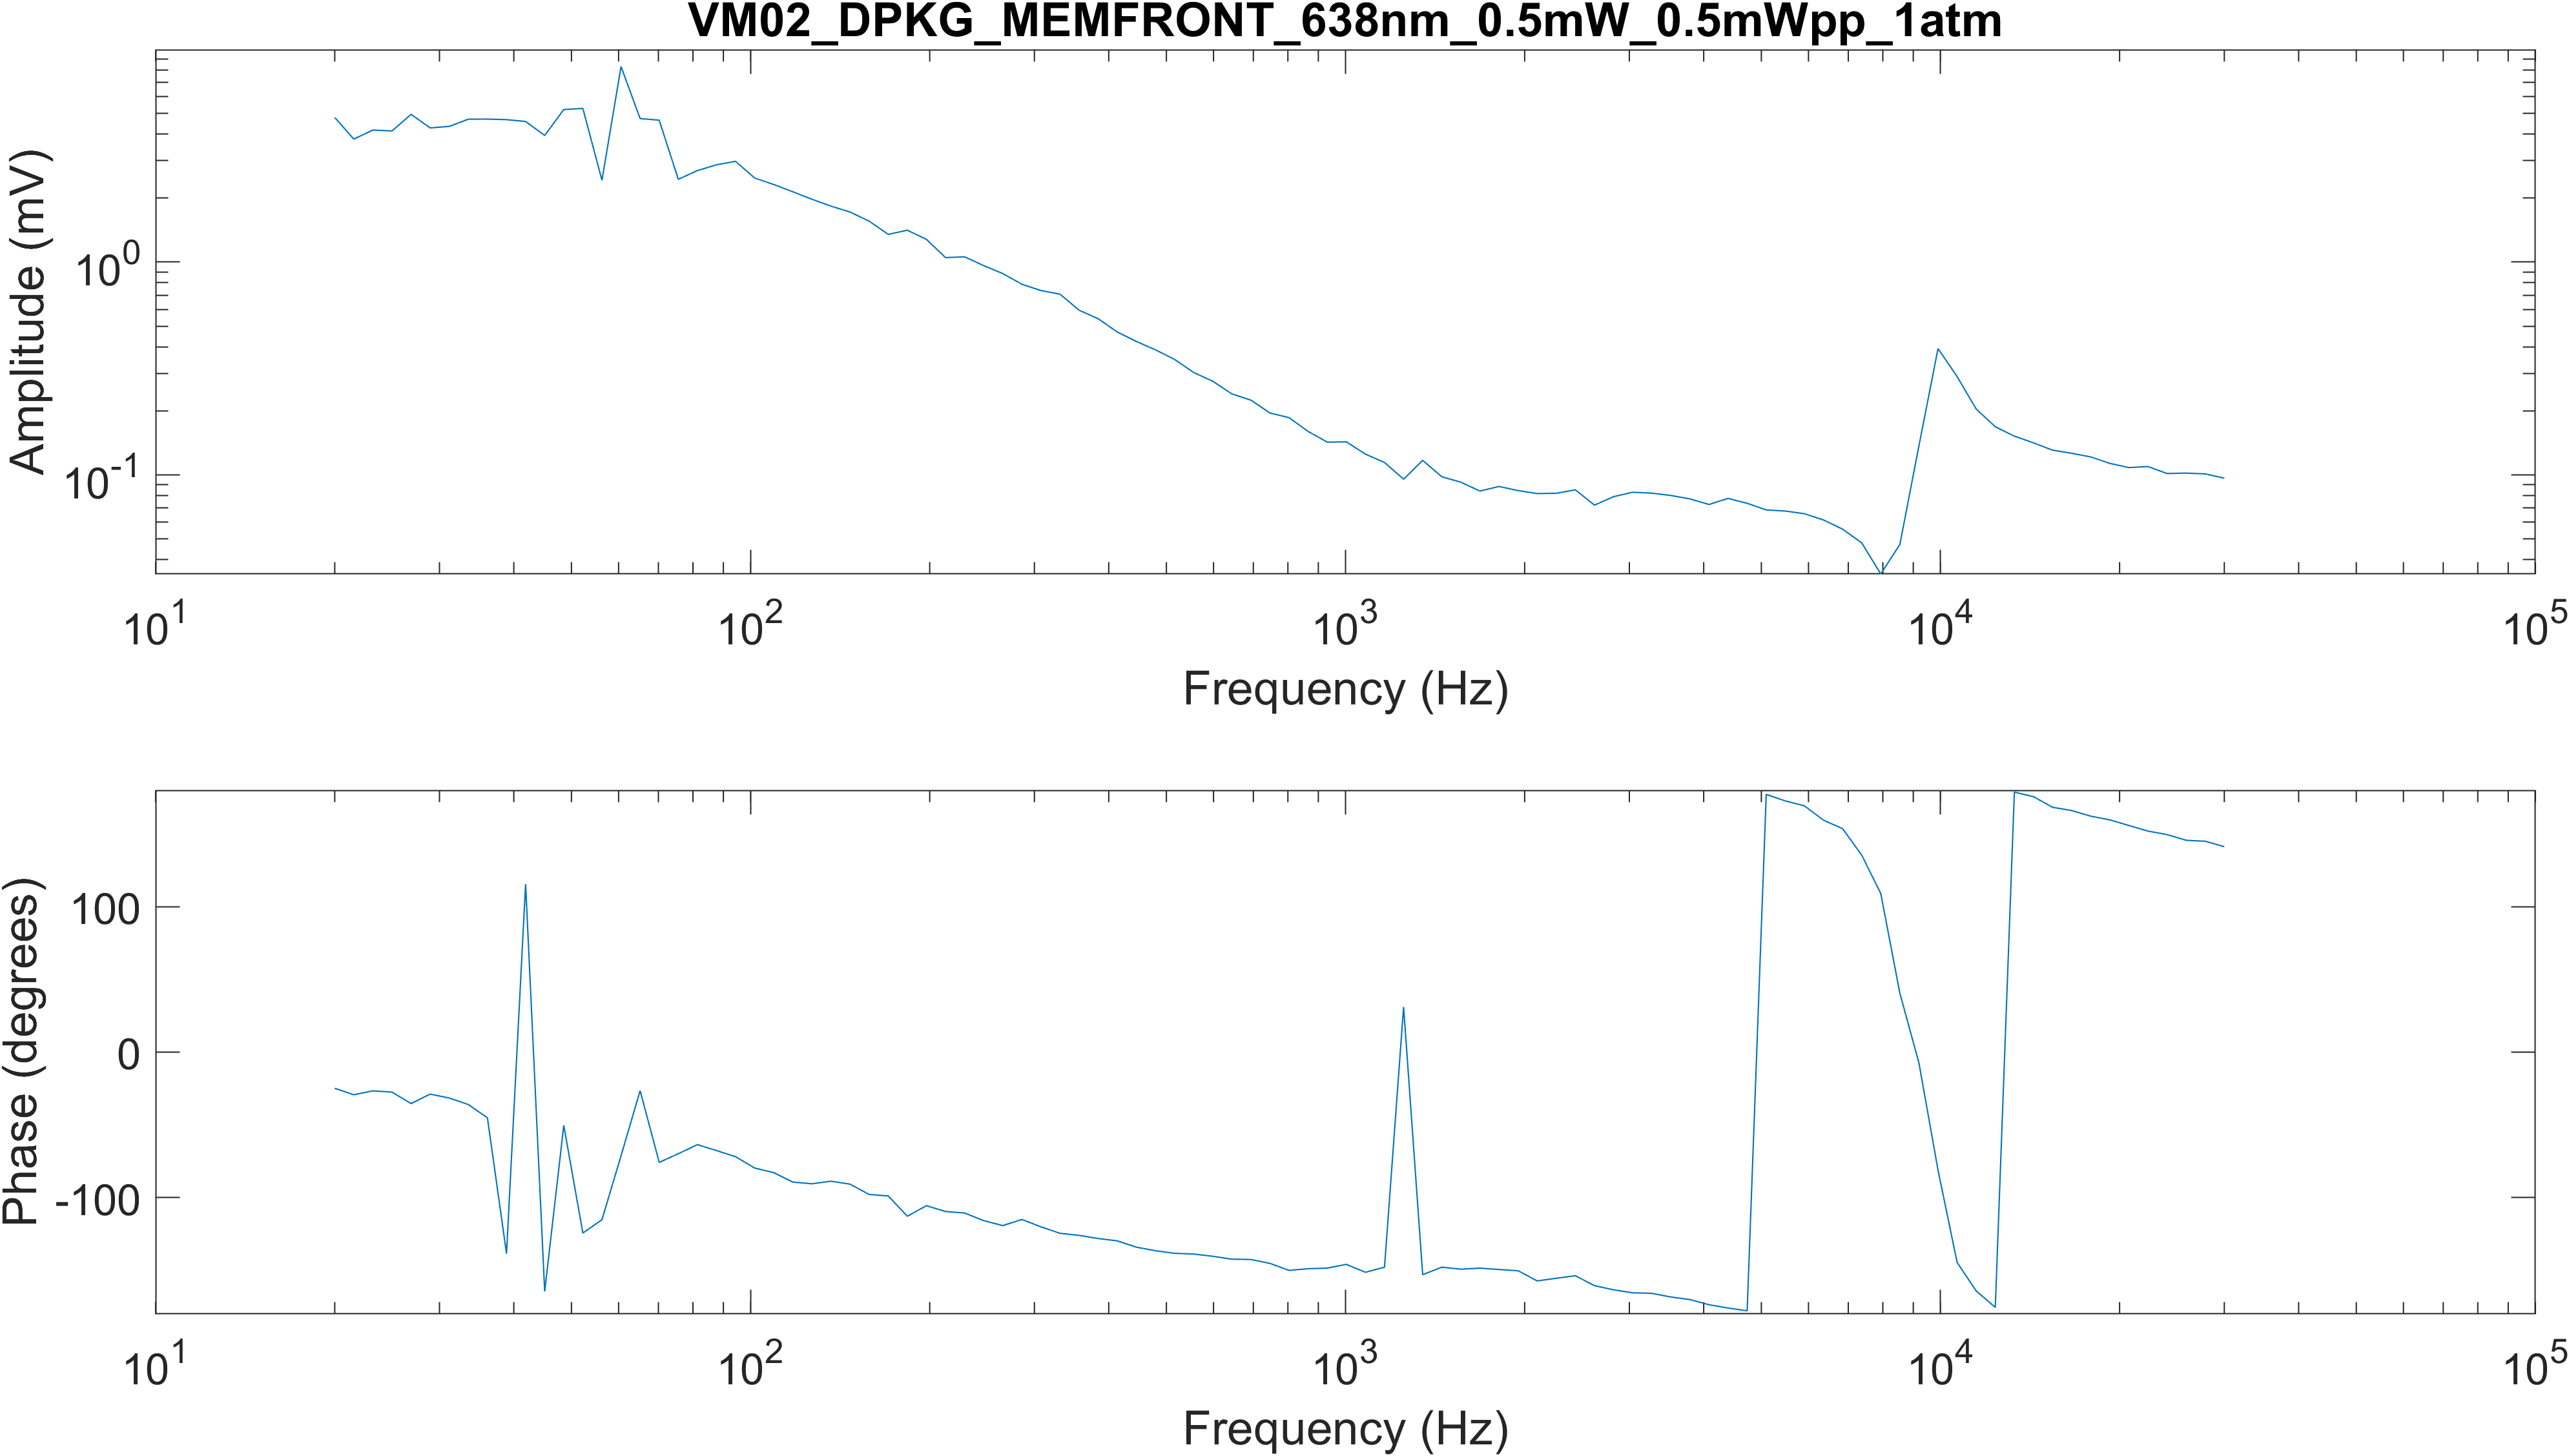 VM02_DPKG_MEMFRONT_638nm_0.5mW_0.5mWpp_1atm
Amplitude (mV)
10^0
10^-1
10^1 10^2 10^3 10^4 10^5
Frequency (Hz)
Phase (degrees)
100
0
-100
10^1 10^2 10^3 10^4 10^5
Frequency (Hz)